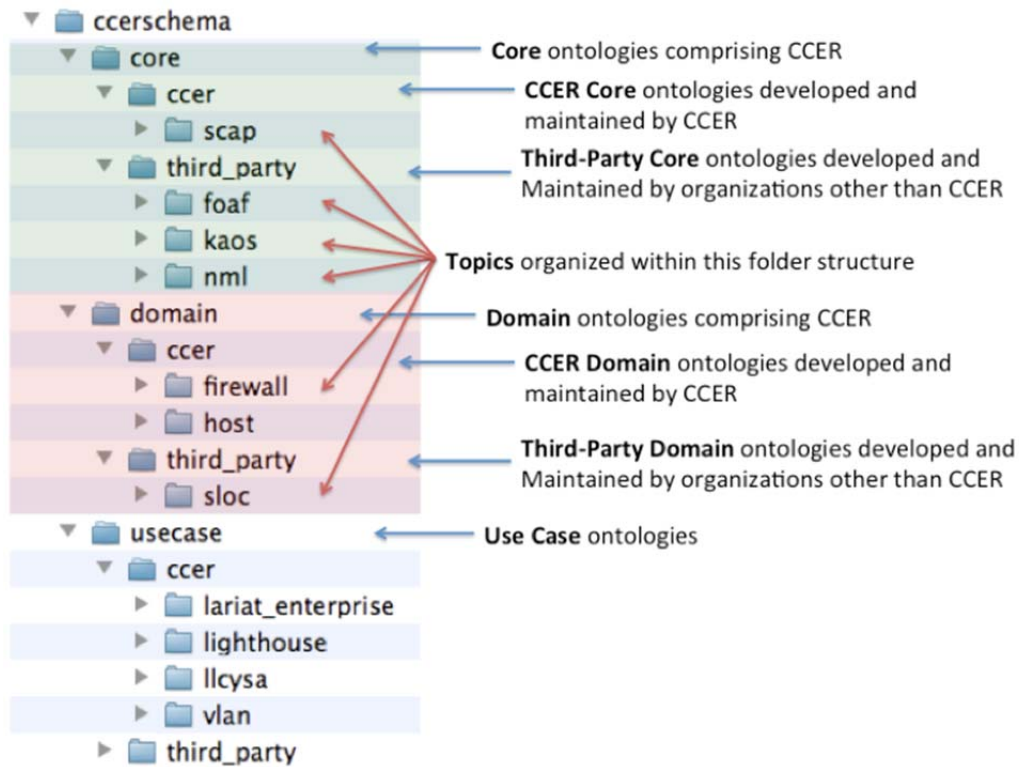 ccerschema
core
Core ontologies comprising CCER
ccer
CCER Core ontologies developed and
maintained by CCER
scap
third_party
Third-Party Core ontologies developed and
Maintained by organizations other than CCER
foaf
kaos
Topics organized within this folder structure
nml
domain
Domain ontologies comprising CCER
ccer
CCER Domain ontologies developed and
maintained by CCER
firewall
host
third_party
Third-Party Domain ontologies developed and
Maintained by organizations other than CCER
sloc
usecase
Use Case ontologies
ccer
lariat_enterprise
lighthouse
llcysa
vlan
third_party